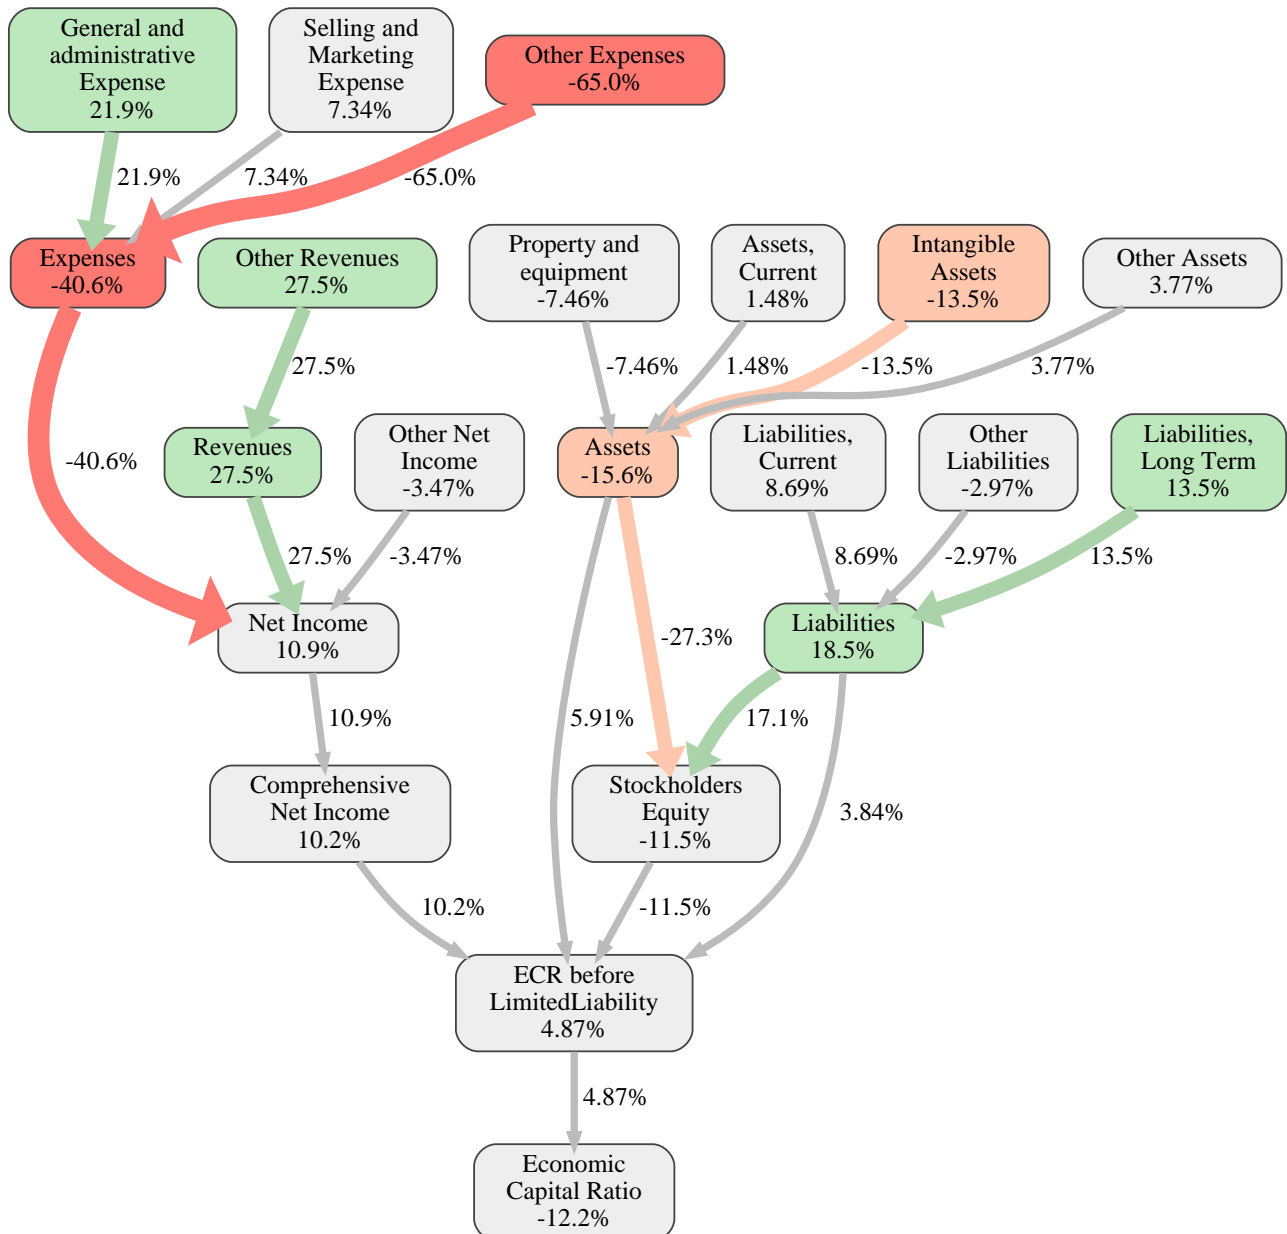 General and
administrative
Expense
21.9%
Selling and
Marketing
Expense
7.34%
Other Expenses
-65.0%
21.9%
7.34%
-65.0%
Expenses
-40.6%
Other Revenues
27.5%
Property and
equipment
-7.46%
Assets,
Current
1.48%
Intangible
Assets
-13.5%
Other Assets
3.77%
27.5%
-7.46%
1.48%
-13.5%
3.77%
-40.6%
Revenues
27.5%
Other Net
Income
-3.47%
Assets
-15.6%
Liabilities,
Current
8.69%
Other
Liabilities
-2.97%
Liabilities,
Long Term
13.5%
27.5%
-3.47%
8.69%
-2.97%
13.5%
Net Income
10.9%
-27.3%
Liabilities
18.5%
10.9%
5.91%
17.1%
3.84%
Comprehensive
Net Income
10.2%
Stockholders
Equity
-11.5%
10.2%
-11.5%
ECR before
LimitedLiability
4.87%
4.87%
Economic
Capital Ratio
-12.2%